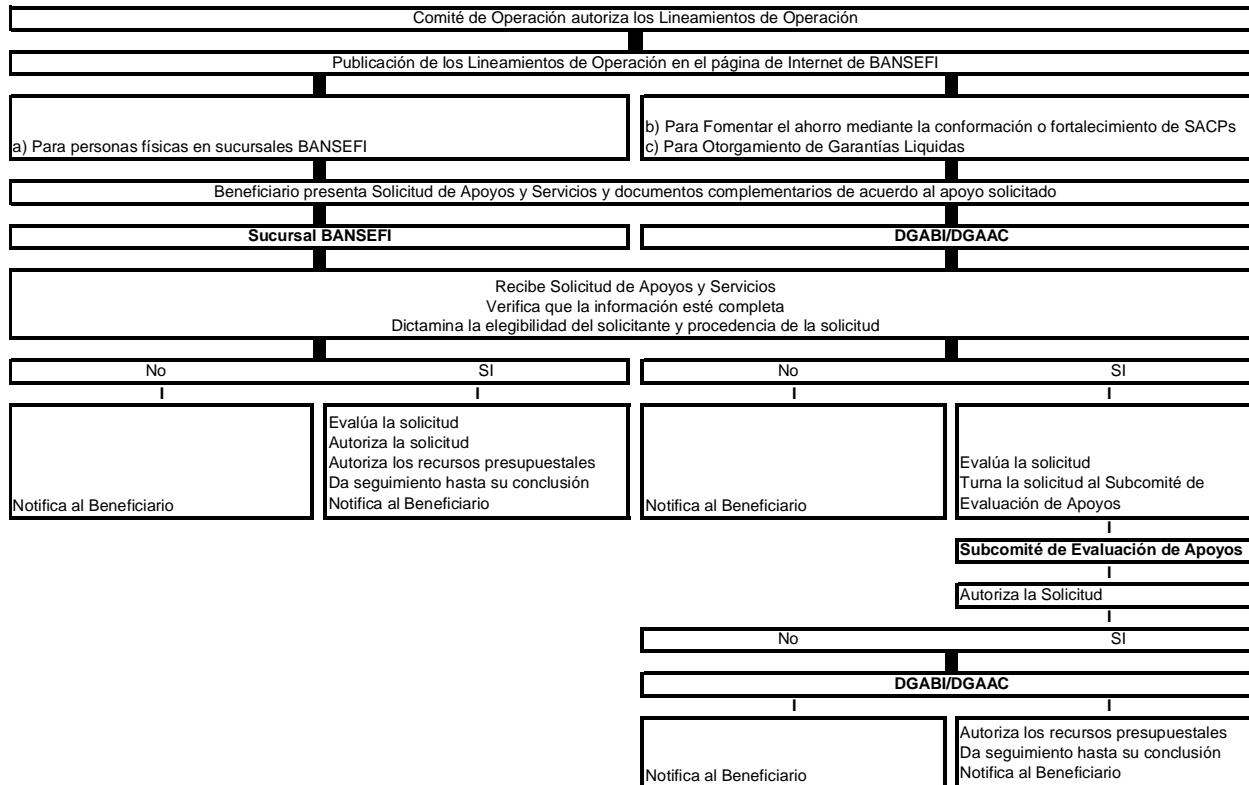 Comité de Operación autoriza los Lineamientos de Operación
Publicación de los Lineamientos de Operación en el página de Internet de BANSEFI
a) Para personas físicas en sucursales BANSEFI
b) Para Fomentar el ahorro mediante la conformación o fortalecimiento de SACPs
c) Para Otorgamiento de Garantías Liquidas
Beneficiario presenta Solicitud de Apoyos y Servicios y documentos complementarios de acuerdo al apoyo solicitado
Sucursal BANSEFI
DGABI/DGAAC
Recibe Solicitud de Apoyos y Servicios
Verifica que la información esté completa
Dictamina la elegibilidad del solicitante y procedencia de la solicitud
No
SI
No
SI
Notifica al Beneficiario
Evalúa la solicitud
Autoriza la solicitud
Autoriza los recursos presupuestales
Da seguimiento hasta su conclusión
Notifica al Beneficiario
Notifica al Beneficiario
Evalúa la solicitud
Turna la solicitud al Subcomité de
Evaluación de Apoyos
Subcomité de Evaluación de Apoyos
Autoriza la Solicitud
No
SI
DGABI/DGAAC
Notifica al Beneficiario
Autoriza los recursos presupuestales
Da seguimiento hasta su conclusión
Notifica al Beneficiario